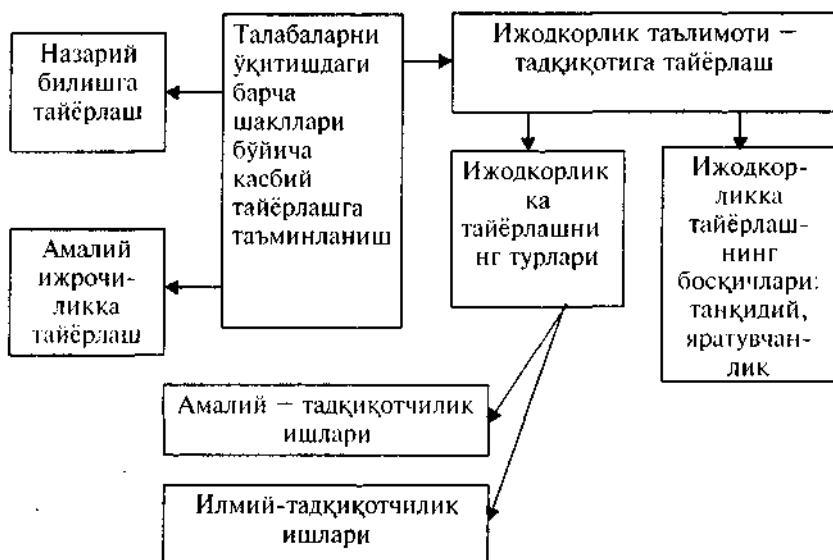 Назарий
билишга
тайёрлаш
Талабаларни
ўқитишдаги
барча
шакллари
бўйича
касбий
тайёрлашга
таъминланиш
Ижодкорлик таълимоти –
тадқиқотига тайёрлаш
Амалий
ижрочи-
ликка
тайёрлаш
Ижодкорлик
ка
тайёрлашни
нг турлари
Ижодкор-
ликка
тайёрлаш-
нинг
босқичлари:
танқидий,
яратувчан-
лик
Амалий – тадқиқотчилик
ишлари
Илмий-тадқиқотчилик
ишлари